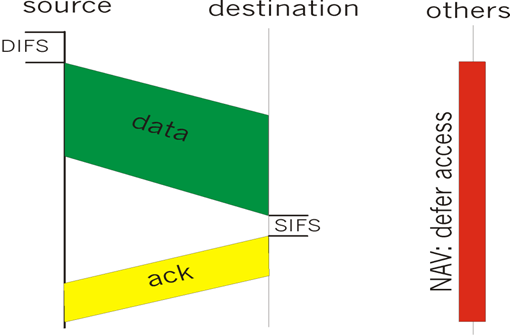 source
destination
others
DIFS
data
SIFS
ack
NAV: defer access